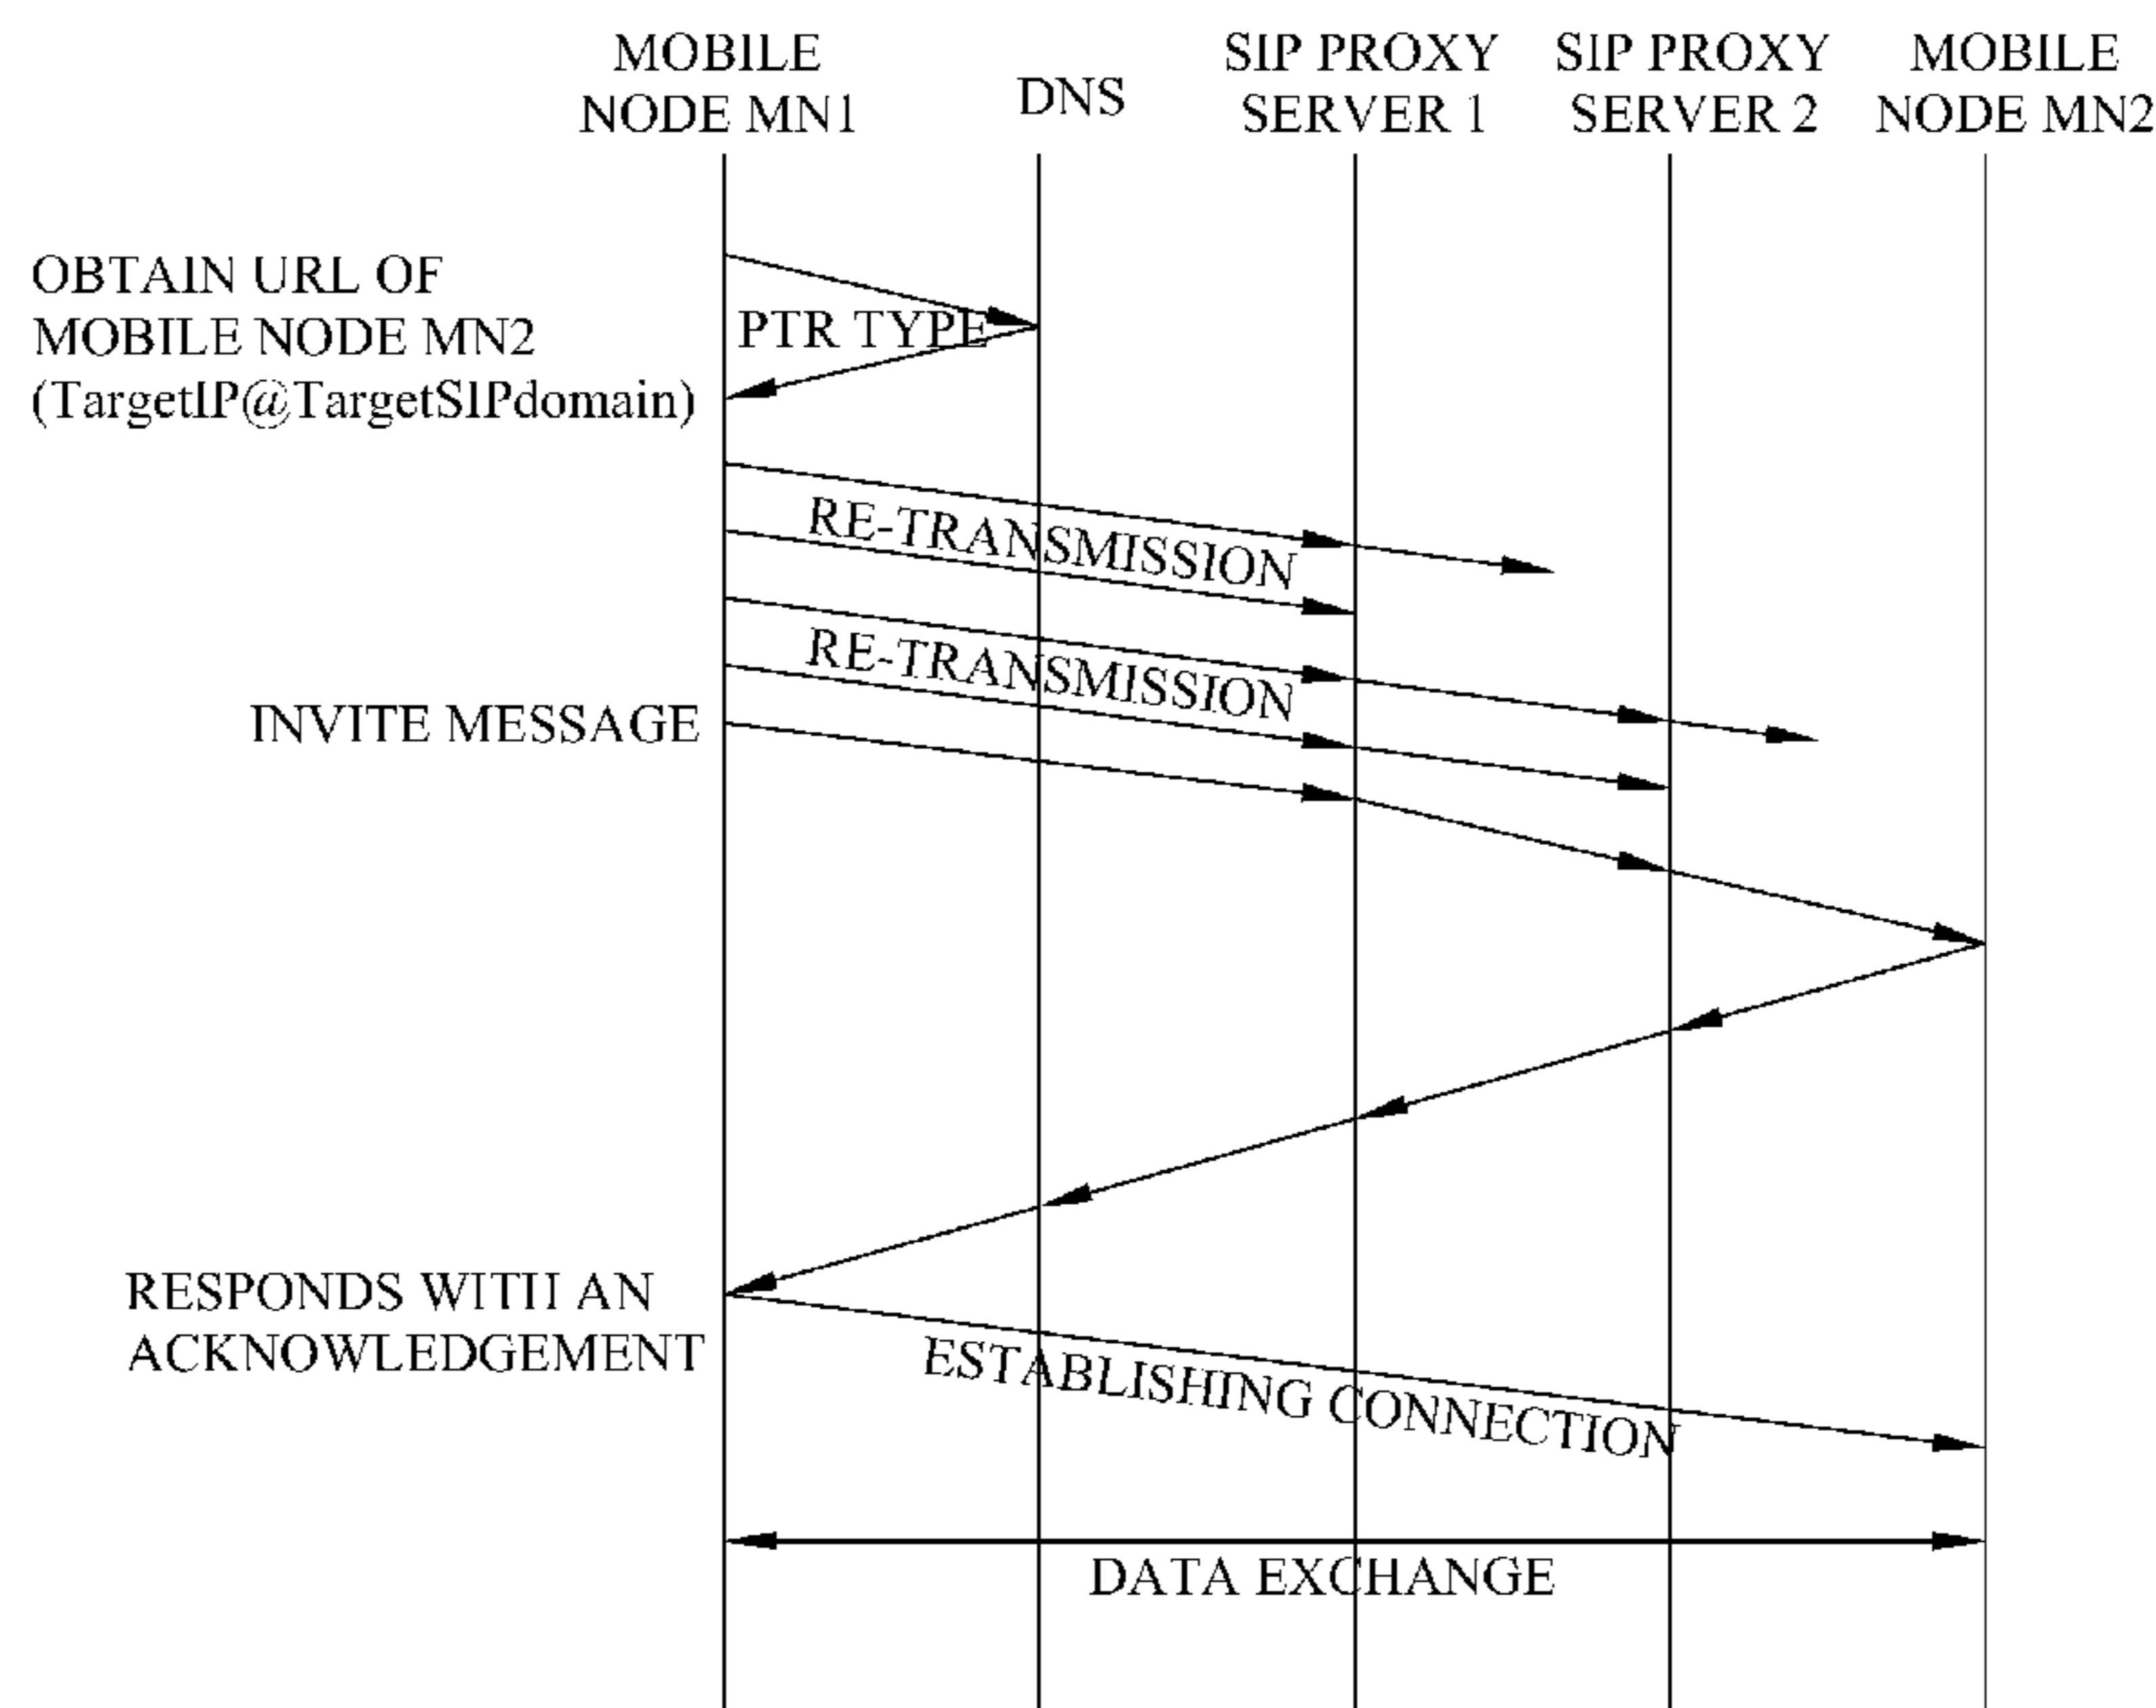 MOBILE
NODE MN1
DNS
SIP PROXY
SERVER 1
SIP PROXY
SERVER 2
MOBILE
NODE MN2
OBTAIN URL OF
MOBILE NODE MN2
(TargetIP@TargetSIPdomain)
PTR TYPE
RE-TRANSMISSION
RE-TRANSMISSION
INVITE MESSAGE
RESPONDS WITH AN
ACKNOWLEDGEMENT
ESTABLISHING CONNECTION
DATA EXCHANGE